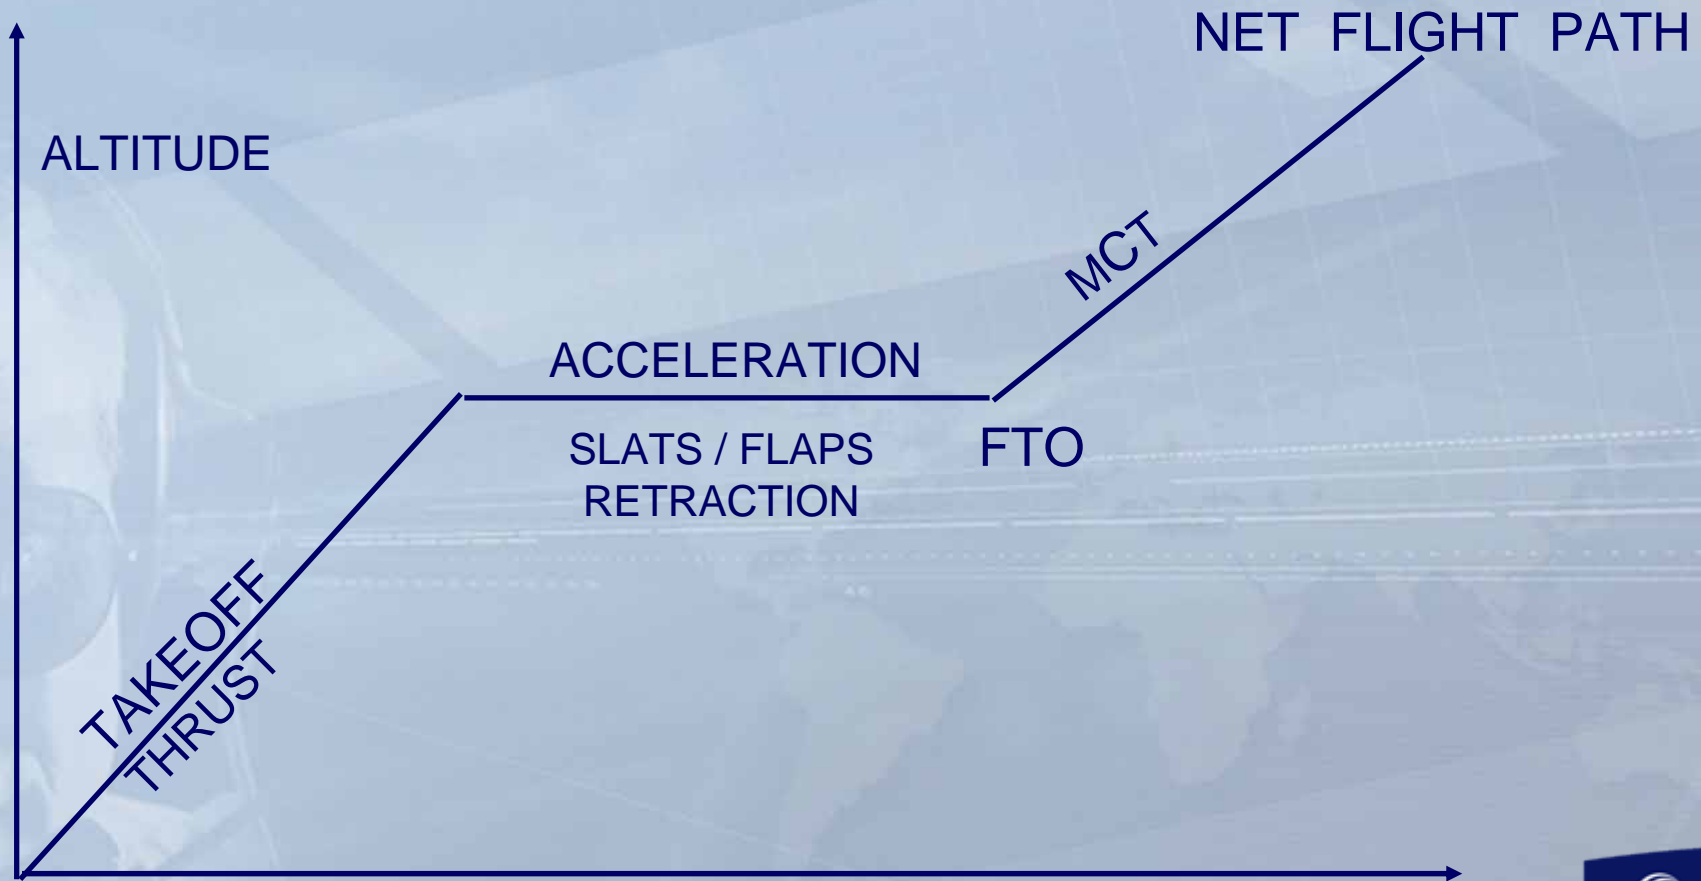 NET FLIGHT PATH
ALTITUDE
MCT
ACCELERATION
SLATS / FLAPS
RETRACTION
FTO
TAKEOFF
THRUST